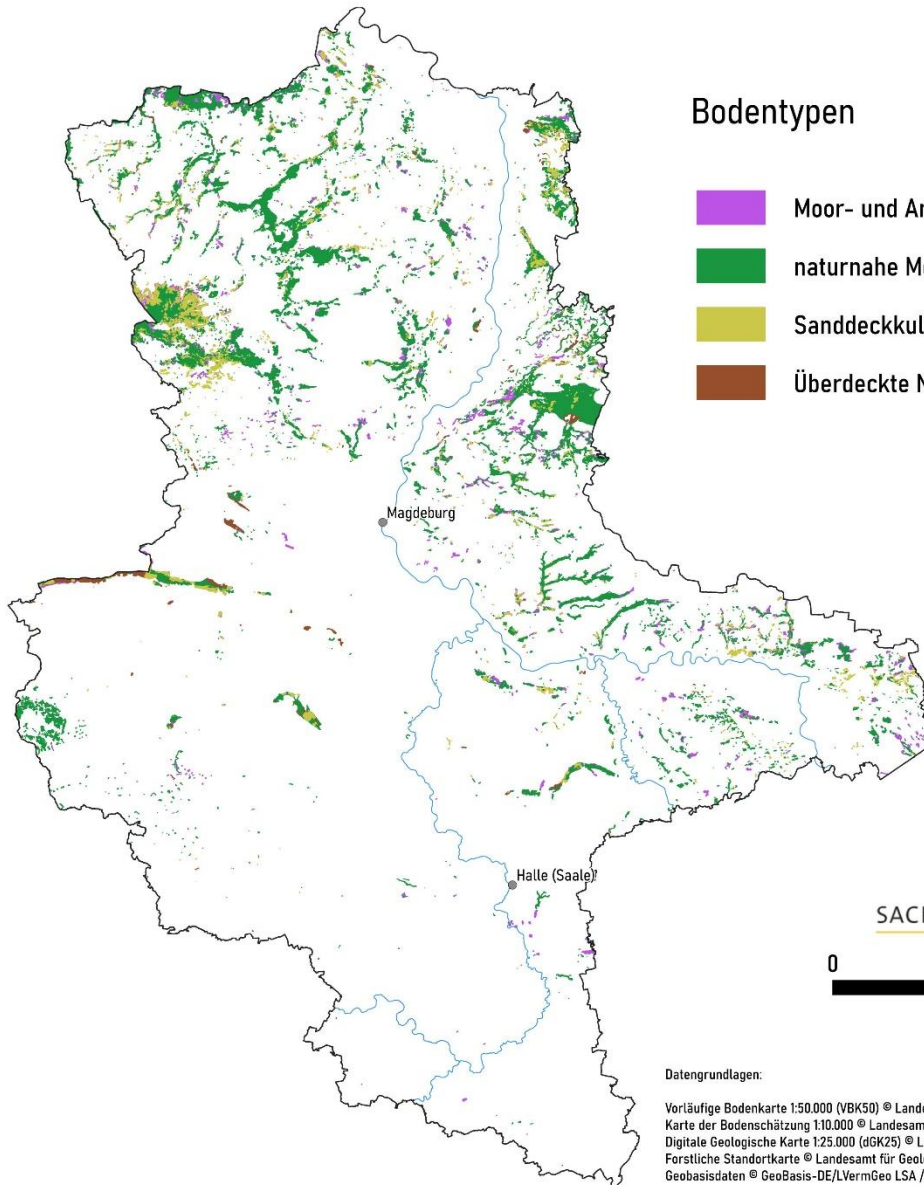 Bodentypen
Moor- und A
naturnahe M
Sanddeckkul
Überdeckte N
Magdeburg
Halle (Saale)
SAC
0
Datengrundlagen:
Vorläufige Bodenkarte 1:50.000 (VBK50) © Land
Karte der Bodenschätzung 1:10.000 © Landesam
Digitale Geologische Karte 1:25.000 (dGK25) © L
Forstliche Standortkarte © Landesamt für Geol
Geobasisdaten © GeoBasis-DE/LVermGeo LSA /